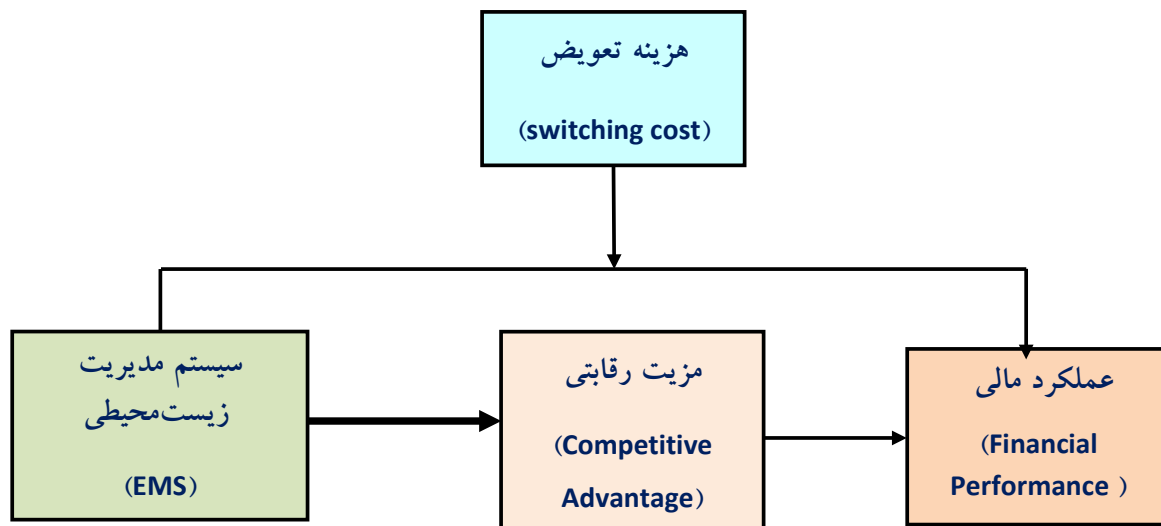 هزینه تعویض
(switching cost)
سیستم مدیریت
زیست‌محیطی
(EMS)
مزیت رقابتی
(Competitive
Advantage)
عملکرد مالی
(Financial
Performance )